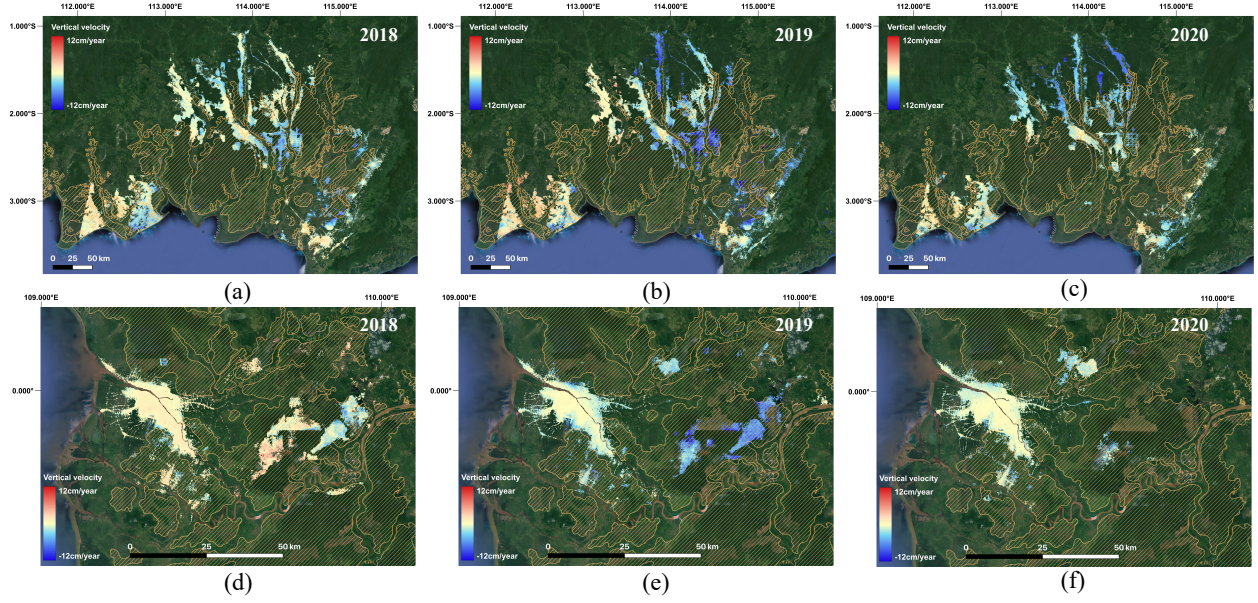 112.000°E 113.000°E 114.000°E 115.000°E
112.000°E 113.000°E 114.000°E 115.000°E
112.000°E 113.000°E 114.000°E 115.000°E
1.000°S
2.000°S
3.000°S
Vertical velocity
12cm/year
-12cm/year
2018
0 25 50 km
(a)
1.000°S
2.000°S
3.000°S
Vertical velocity
12cm/year
-12cm/year
2019
0 25 50 km
(b)
1.000°S
2.000°S
3.000°S
Vertical velocity
12cm/year
-12cm/year
2020
0 25 50 km
(c)
109.000°E 110.000°E
109.000°E 110.000°E
109.000°E 110.000°E
0.000°
2018
Vertical velocity
12cm/year
-12cm/year
0 25 50 km
(d)
0.000°
2019
Vertical velocity
12cm/year
-12cm/year
0 25 50 km
(e)
0.000°
2020
Vertical velocity
12cm/year
-12cm/year
0 25 50 km
(f)